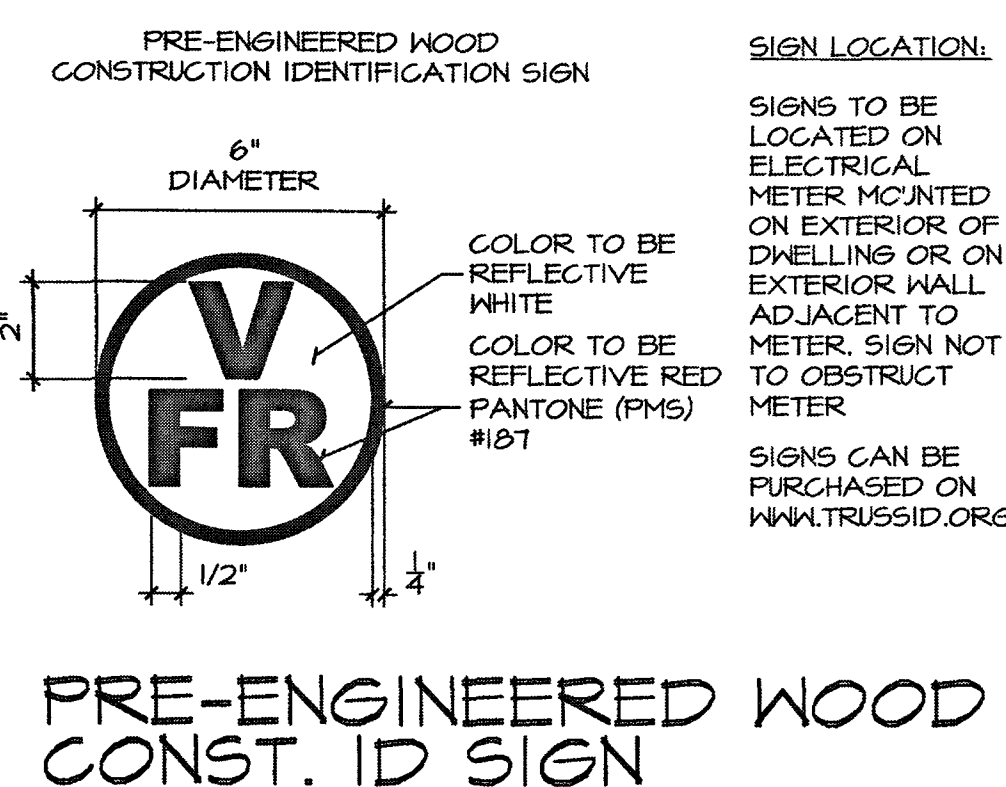 PRE-ENGINEERED WOOD
CONSTRUCTION IDENTIFICATION SIGN
6"
DIAMETER
2"
V
FR
1/2"
1/4"
COLOR TO BE
REFLECTIVE
WHITE
COLOR TO BE
REFLECTIVE RED
PANTONE (PMS)
#187
SIGN LOCATION:
SIGNS TO BE
LOCATED ON
ELECTRICAL
METER MOUNTED
ON EXTERIOR OF
DWELLING OR ON
EXTERIOR WALL
ADJACENT TO
METER. SIGN NOT
TO OBSTRUCT
METER
SIGNS CAN BE
PURCHASED ON
WWW.TRUSSID.ORG
PRE-ENGINEERED WOOD
CONST. ID SIGN